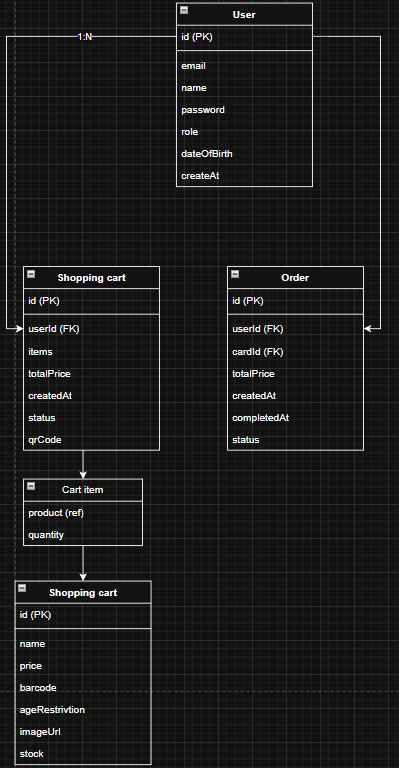 User
1:N
id (PK)
email
name
password
role
dateOfBirth
createAt
Shopping cart
id (PK)
userId (FK)
items
totalPrice
createdAt
status
qrCode
Order
id (PK)
userId (FK)
cardId (FK)
totalPrice
createdAt
completedAt
status
Cart item
product (ref)
quantity
Shopping cart
id (PK)
name
price
barcode
ageRestrivtion
imageUrl
stock